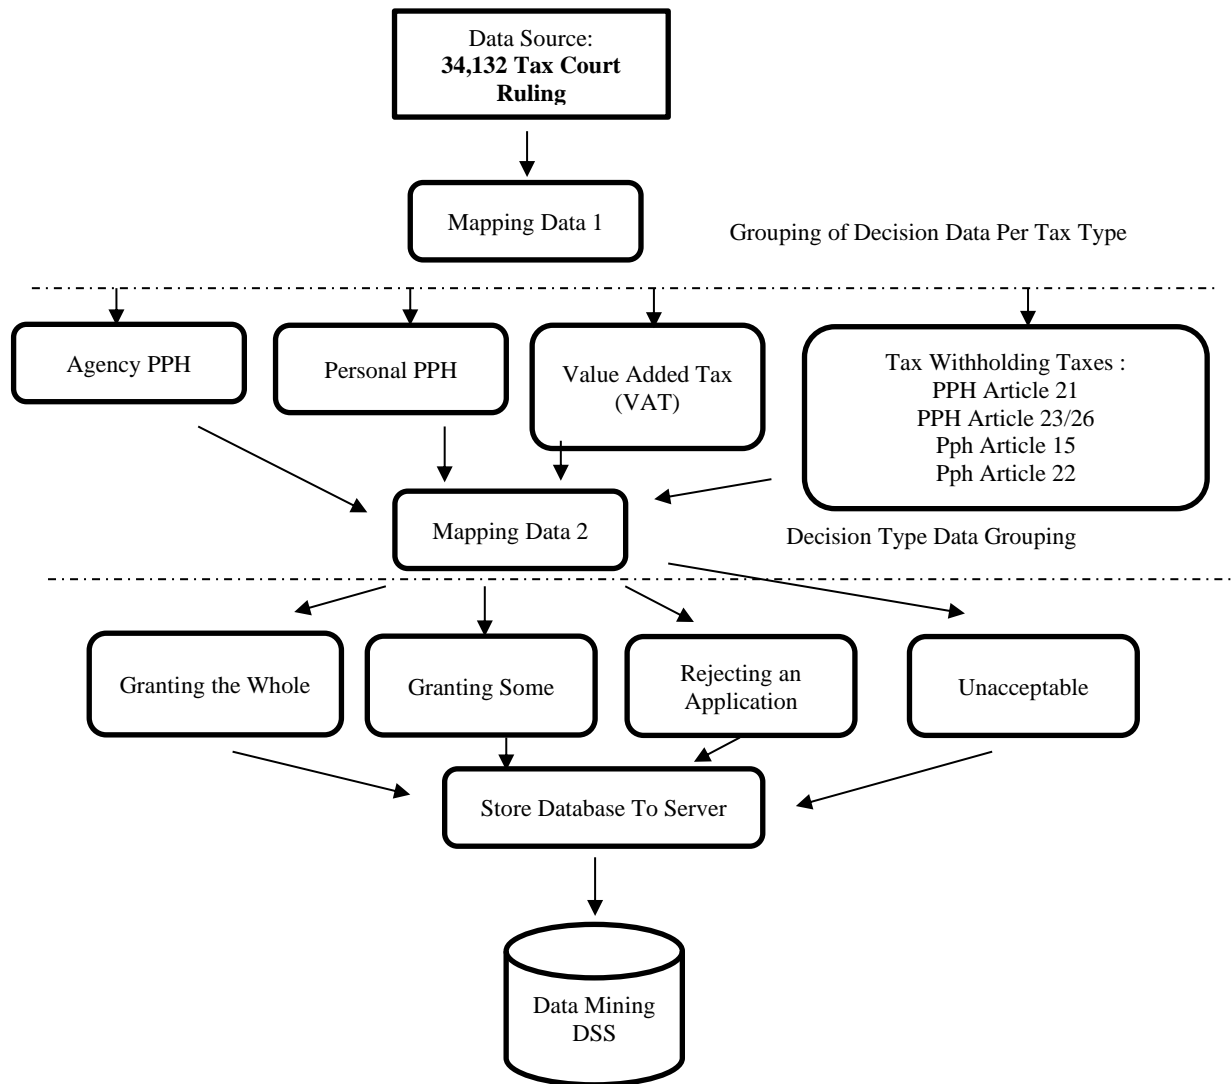 Data Source:
34,132 Tax Court
Ruling
Mapping Data 1
Grouping of Decision Data Per Tax Type
Agency PPH
Personal PPH
Value Added Tax
(VAT)
Tax Withholding Taxes :
PPH Article 21
PPH Article 23/26
Pph Article 15
Pph Article 22
Mapping Data 2
Decision Type Data Grouping
Granting the Whole
Granting Some
Rejecting an
Application
Unacceptable
Store Database To Server
Data Mining
DSS